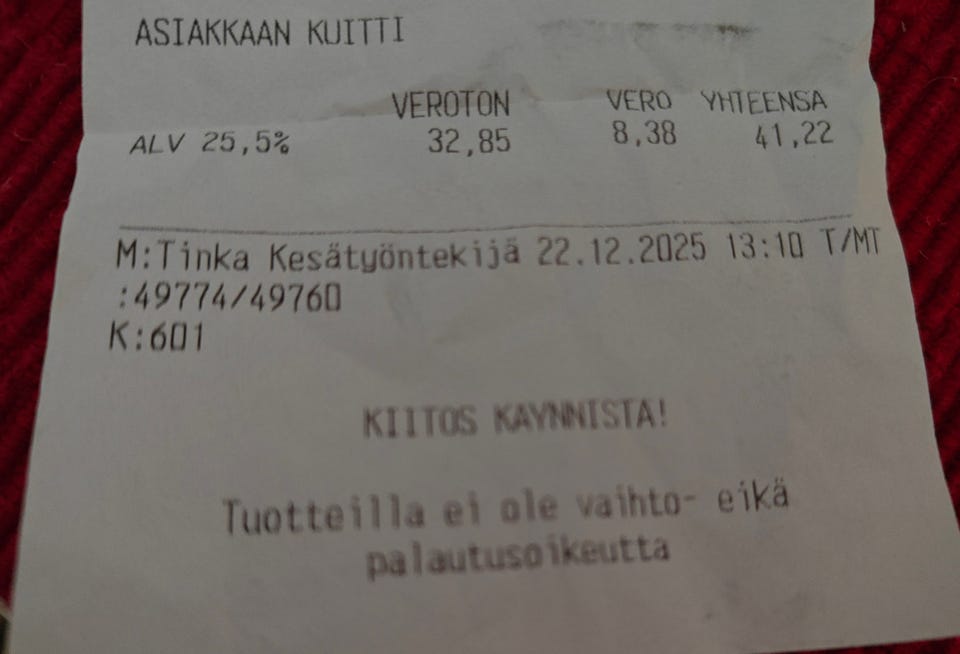 ASIAKKAAN KUITTI
VEROTON VERO YHTEENSA
ALV 25,5% 32,85 8,38 41,22
M:Tinka Kesätyöntekijä 22.12.2025 13:10 T/MT
:49774/49760
K:601
KIITOS KAYNNISTA!
Tuotteilla ei ole vaihto- eikä
palautusoikeutta